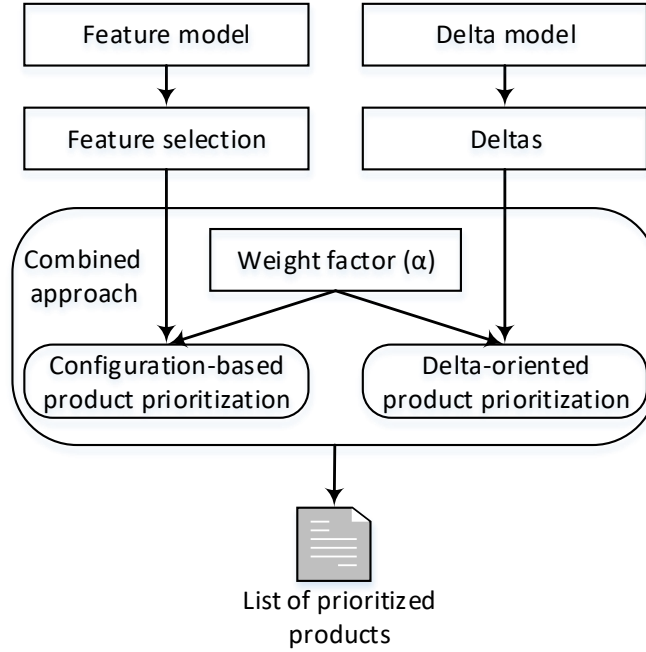 Feature model
Delta model
Feature selection
Deltas
Combined
approach
Weight factor (α)
Configuration-based
product prioritization
Delta-oriented
product prioritization
List of prioritized
products